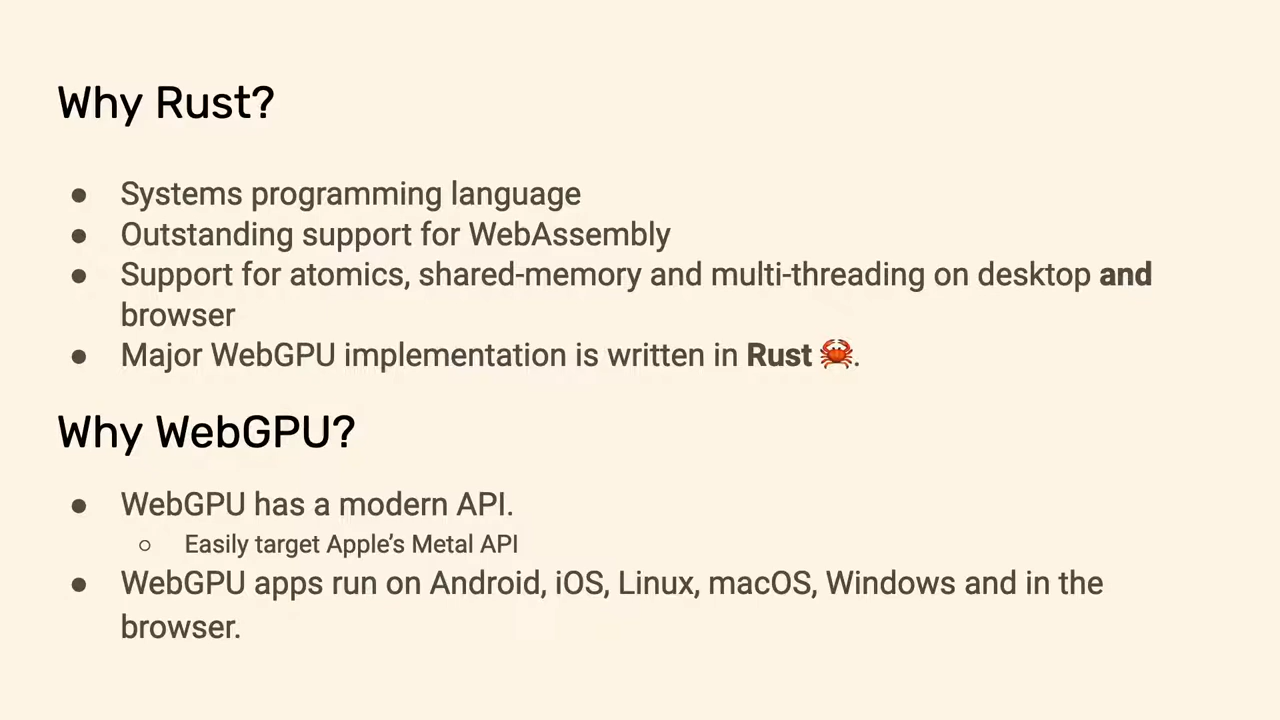 Why Rust?
● Systems programming language
● Outstanding support for WebAssembly
● Support for atomics, shared-memory and multi-threading on desktop and
browser
● Major WebGPU implementation is written in Rust 🦀.
Why WebGPU?
● WebGPU has a modern API.
○ Easily target Apple’s Metal API
● WebGPU apps run on Android, iOS, Linux, macOS, Windows and in the
browser.